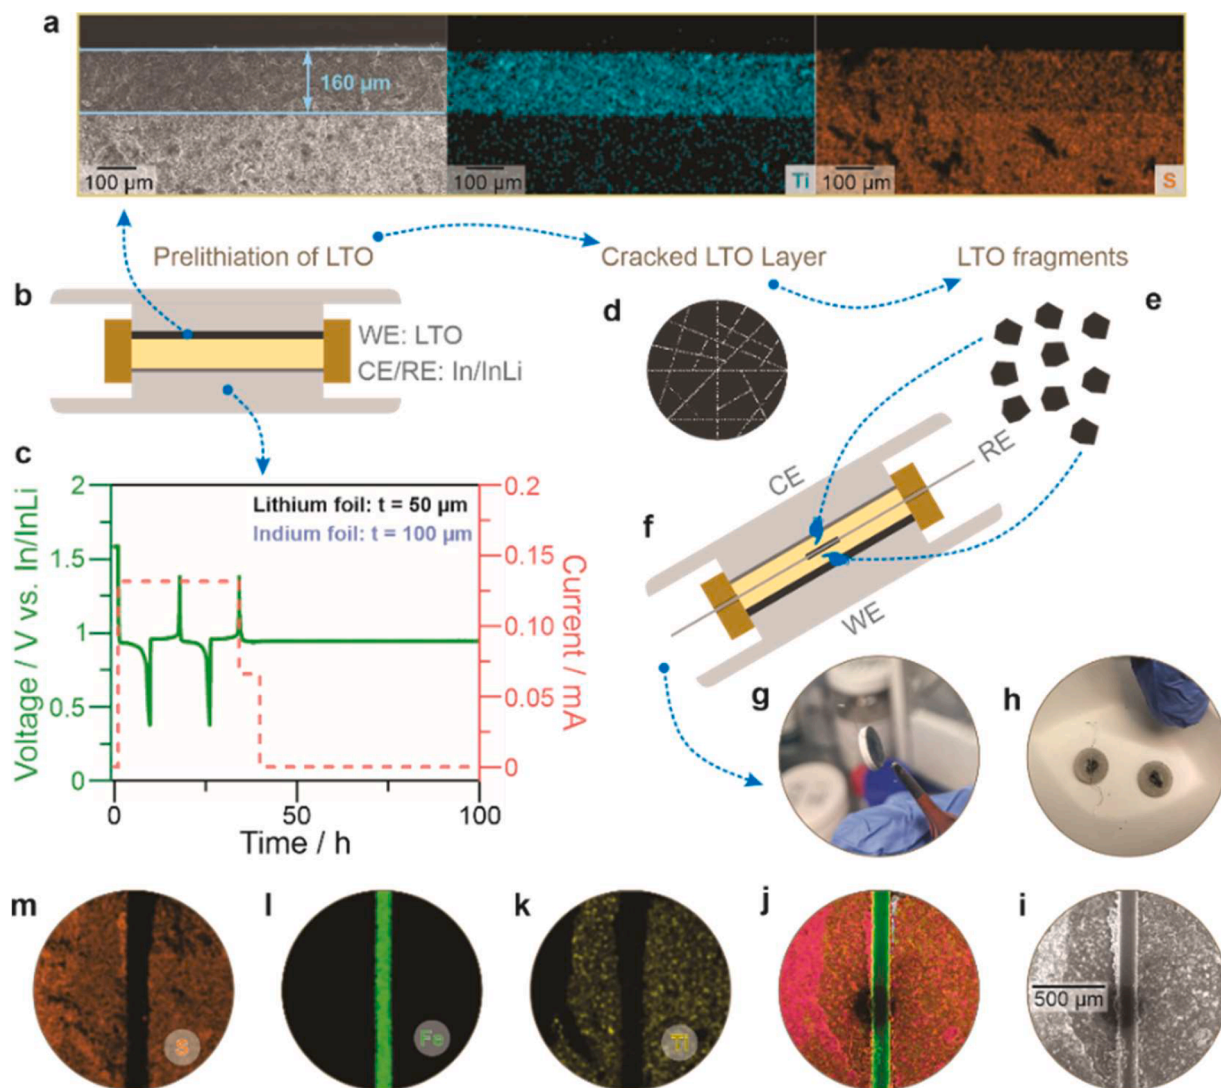 a
160 μm
100 μm
100 μm
Ti
100 μm
S
Prelithiation of LTO
Cracked LTO Layer
LTO fragments
b
WE: LTO
CE/RE: In/InLi
d
e
c
Voltage / V vs. In/InLi
2
1.5
1
0.5
0
Lithium foil: t = 50 μm
Indium foil: t = 100 μm
0.2
0.15
0.10
0.05
0
Current / mA
0
50
100
Time / h
f
CE
RE
WE
g
h
m
S
l
Fe
k
Ti
j
i
500 μm